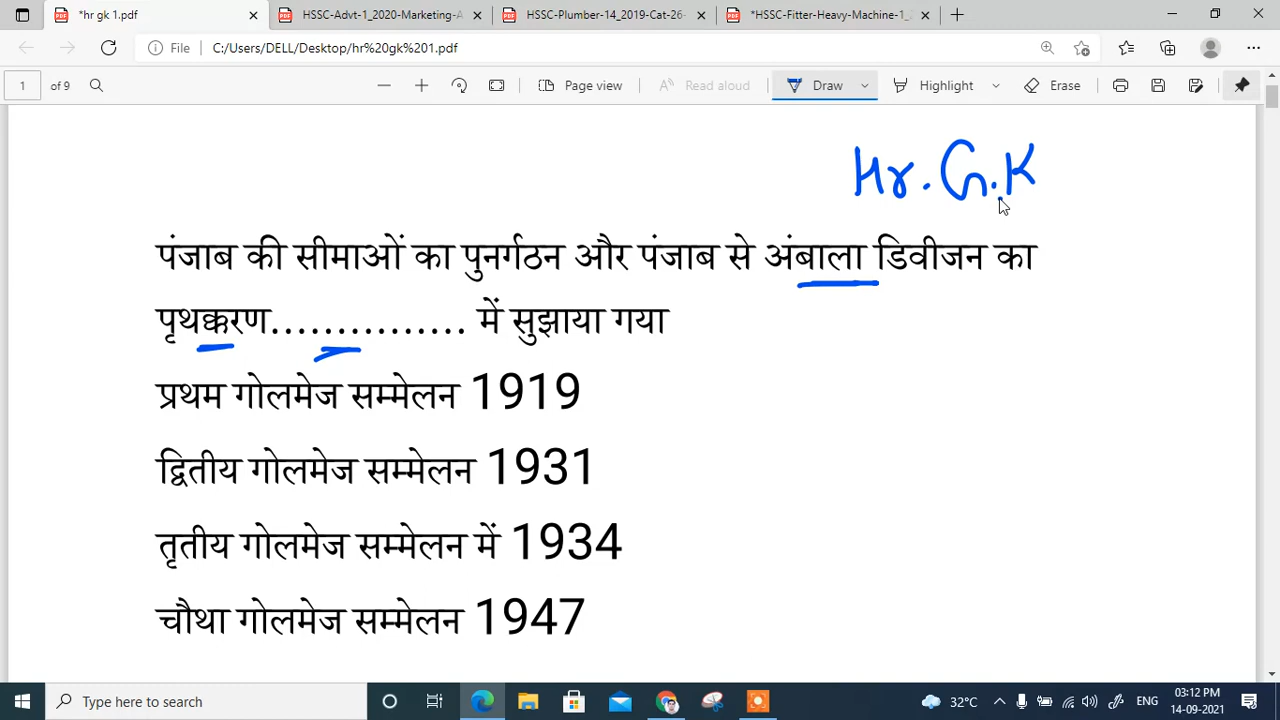 *hr gk 1.pdf
HSSC-Advt-1_2020-Marketing-A
HSSC-Plumber-14_2019-Cat-26-
*HSSC-Fitter-Heavy-Machine-1_
File C:/Users/DELL/Desktop/hr%20gk%201.pdf
1 of 9 Page view Read aloud Draw Highlight Erase
Hr. G.K
पंजाब की सीमाओं का पुनर्गठन और पंजाब से अंबाला डिवीजन का
पृथक्करण............... में सुझाया गया
प्रथम गोलमेज सम्मेलन 1919
द्वितीय गोलमेज सम्मेलन 1931
तृतीय गोलमेज सम्मेलन में 1934
चौथा गोलमेज सम्मेलन 1947
Type here to search 32°C ENG 03:12 PM
14-09-2021